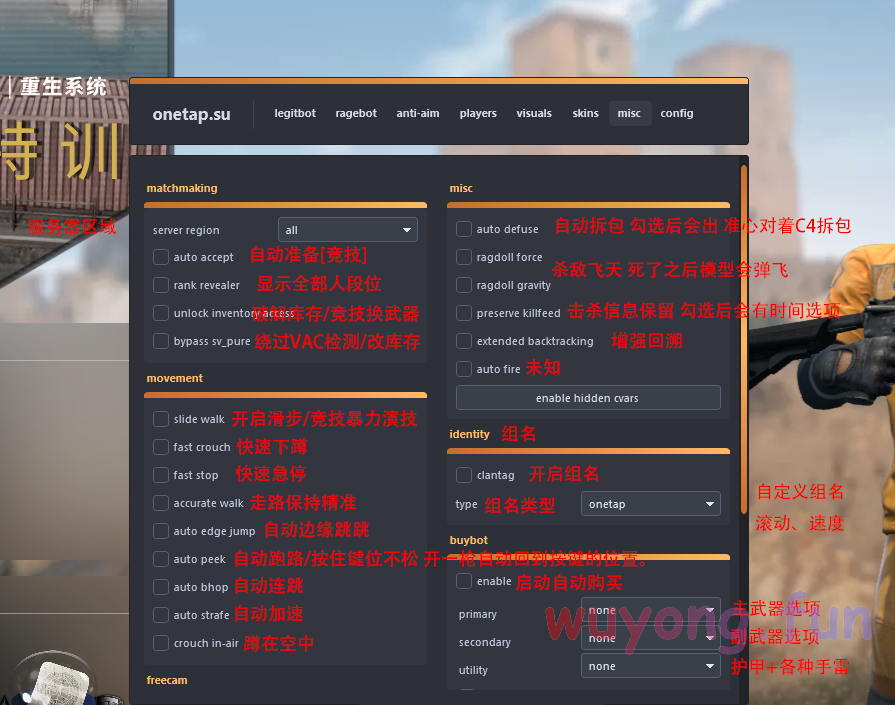 重生系统
特训
onetap.su legitbot ragebot anti-aim players visuals skins misc config
matchmaking
服务器区域 server region all
auto accept 自动准备[竞技]
rank revealer 显示全部人段位
unlock inventory access 破解库存/竞技换武器
bypass sv_pure 绕过VAC检测/改库存
movement
slide walk 开启滑步/竞技暴力演技
fast crouch 快速下蹲
fast stop 快速急停
accurate walk 走路保持精准
auto edge jump 自动边缘跳跳
auto peek 自动跑路/按住键位不松 开一枪自动回到按键的位置。
auto bhop 自动连跳
auto strafe 自动加速
crouch in-air 蹲在空中
freecam
misc
auto defuse 自动拆包 勾选后会出 准心对着C4拆包
ragdoll force
杀敌飞天 死了之后模型会弹飞
ragdoll gravity
preserve killfeed 击杀信息保留 勾选后会有时间选项
extended backtracking 增强回溯
auto fire 未知
enable hidden cvars
identity 组名
clantag 开启组名
type 组名类型 onetap
自定义组名
滚动、速度
buybot
enable 启动自动购买
primary none 主武器选项
secondary none 副武器选项
utility none 护甲+各种手雷
wuyong fun